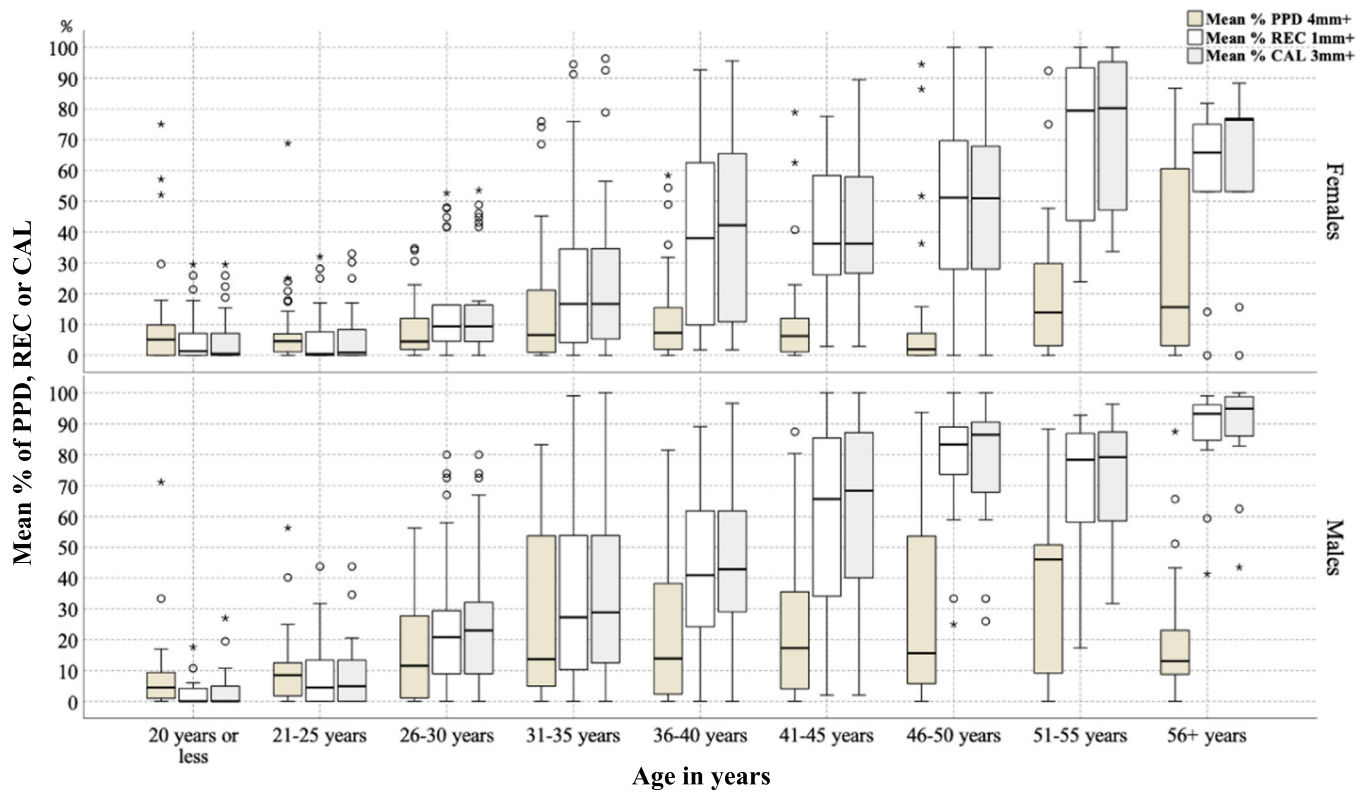 %
Mean % PPD 4mm+
Mean % REC 1mm+
Mean % CAL 3mm+
100
90
80
70
60
50
40
30
20
10
0
Females
Mean % of PPD, REC or CAL
100
90
80
70
60
50
40
30
20
10
0
Males
20 years or
less
21-25 years
26-30 years
31-35 years
36-40 years
41-45 years
46-50 years
51-55 years
56+ years
Age in years